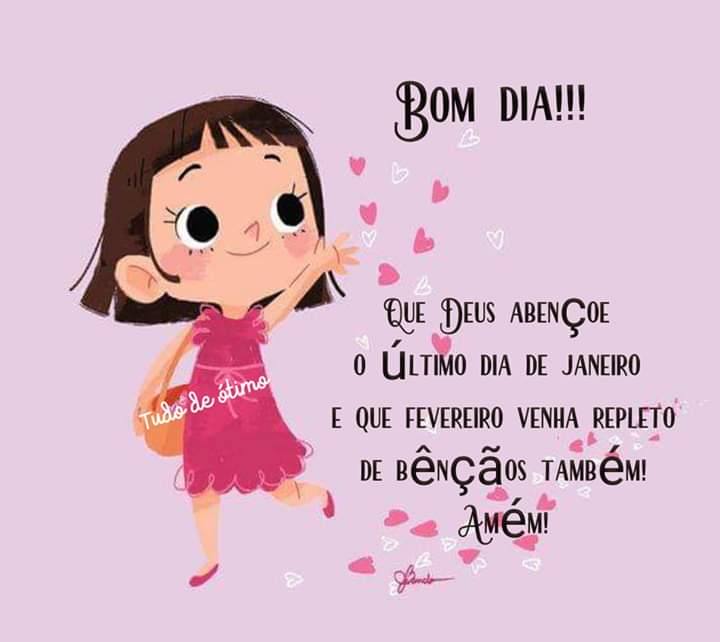 Bom dia!!!
Que Deus abençoe
o último dia de janeiro
e que fevereiro venha repleto
de bênçãos também!
Amém!
Tudo de ótimo